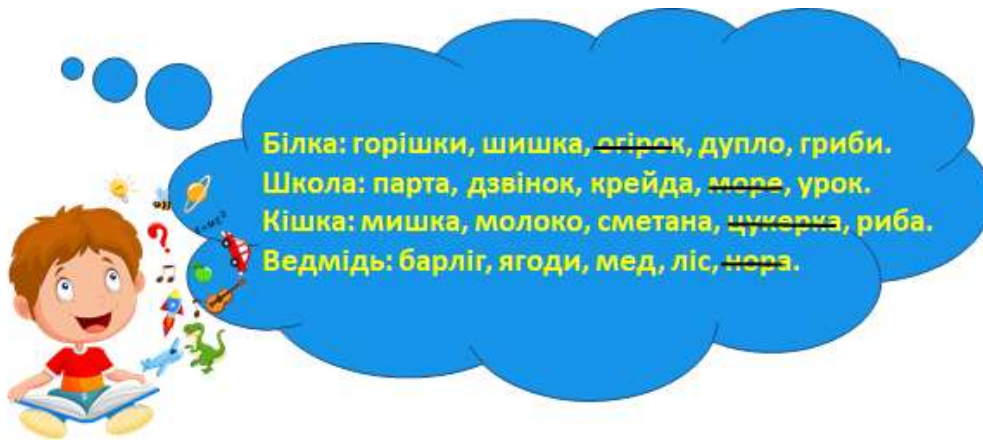 Білка: горішки, шишка, огірок, дупло, гриби.
Школа: парта, дзвінок, крейда, море, урок.
Кішка: мишка, молоко, сметана, цукерка, риба.
Ведмідь: барліг, ягоди, мед, ліс, нора.